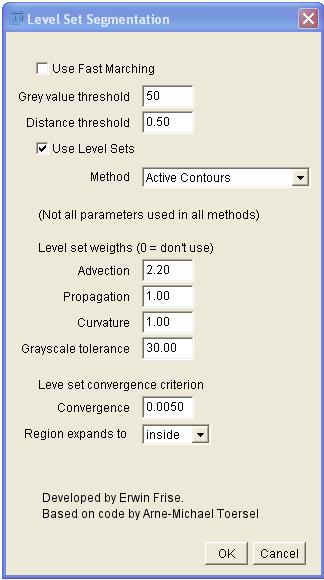 Level Set Segmentation
Use Fast Marching
Grey value threshold 50
Distance threshold 0.50
Use Level Sets
Method Active Contours
(Not all parameters used in all methods)
Level set weigths (0 = don't use)
Advection 2.20
Propagation 1.00
Curvature 1.00
Grayscale tolerance 30.00
Leve set convergence criterion
Convergence 0.0050
Region expands to inside
Developed by Erwin Frise.
Based on code by Arne-Michael Toersel
OK Cancel